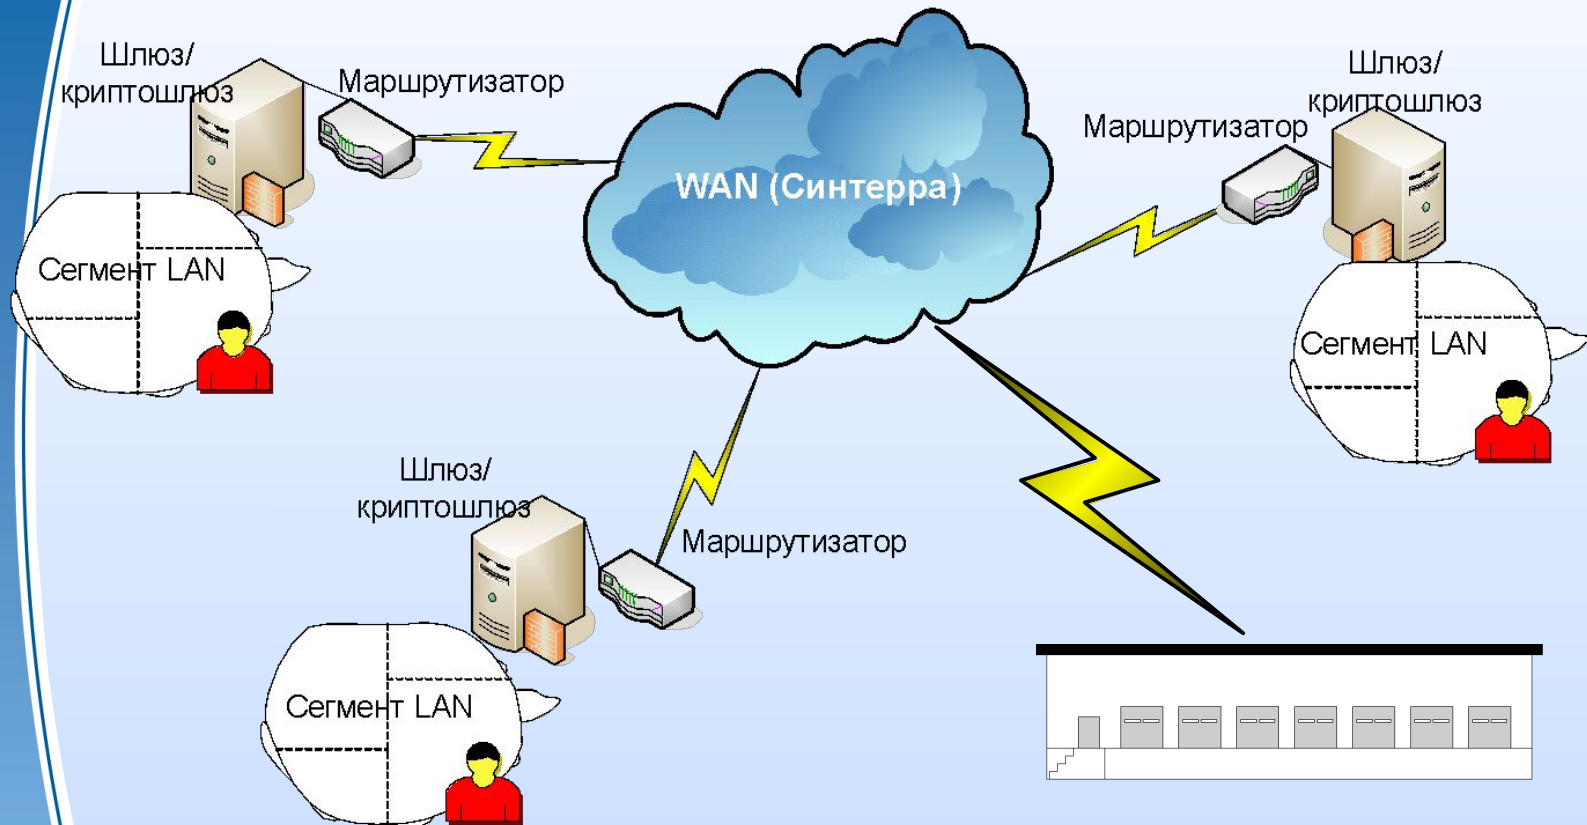 Шлюз/
криптошлюз
Маршрутизатор
WAN (Синтерра)
Шлюз/
криптошлюз
Маршрутизатор
Сегмент LAN
Сегмент LAN
Шлюз/
криптошлюз
Маршрутизатор
Сегмент LAN